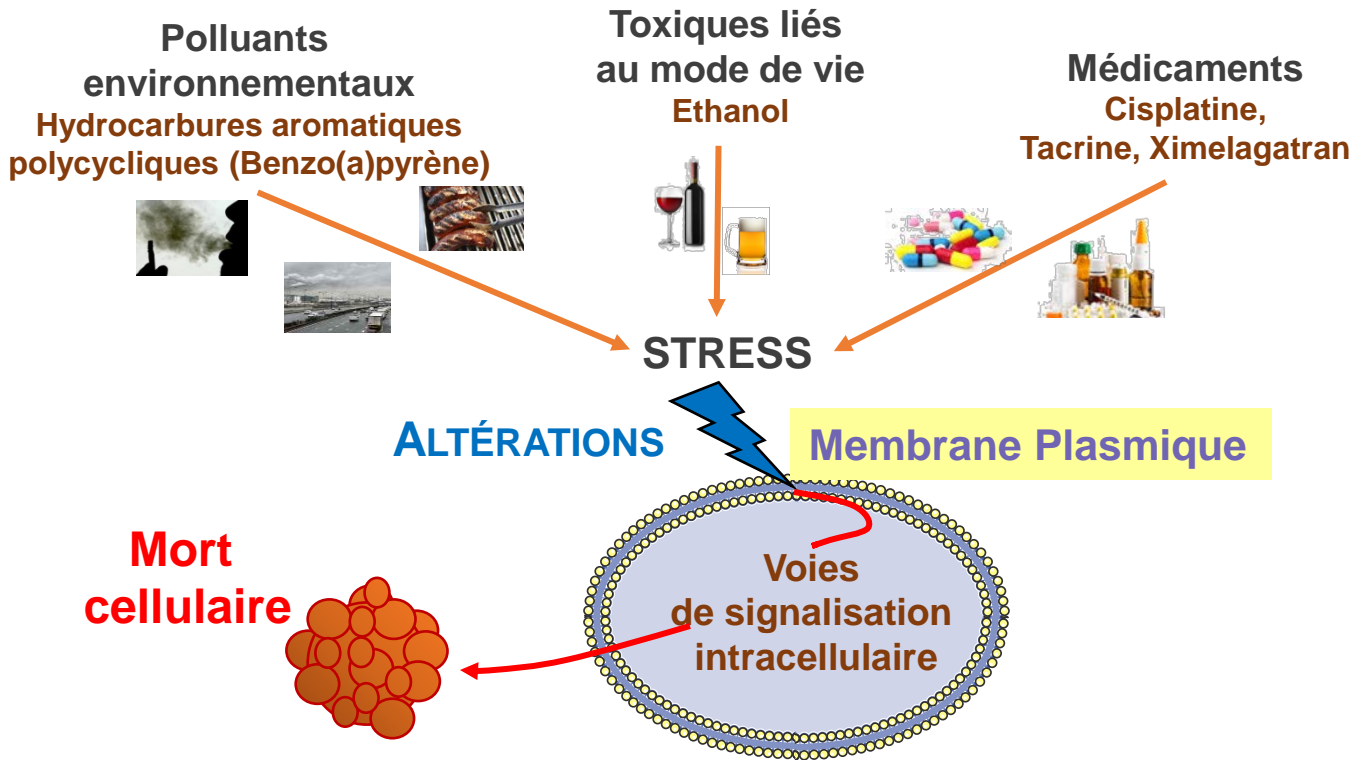 Polluants
environnementaux
Hydrocarbures aromatiques
polycycliques (Benzo(a)pyrène)
Toxiques liés
au mode de vie
Ethanol
Médicaments
Cisplatine,
Tacrine, Ximelagatran
STRESS
ALTÉRATIONS
Membrane Plasmique
Mort
cellulaire
Voies
de signalisation
intracellulaire